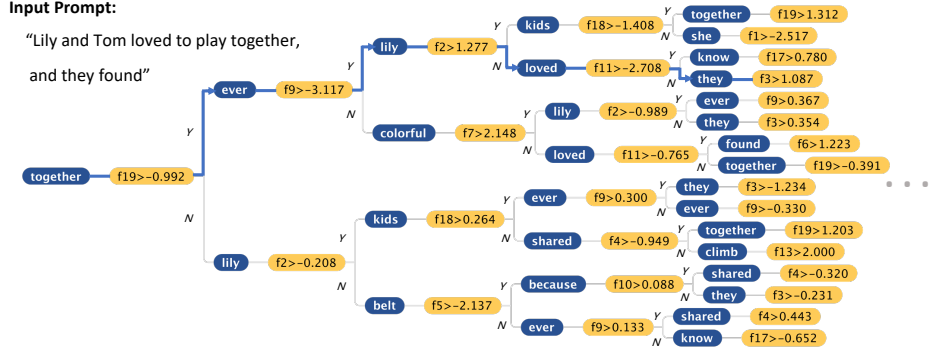 Input Prompt:
"Lily and Tom loved to play together,
and they found"
together f19>-0.992
Y
N
ever f9>-3.117
Y
N
lily f2>1.277
Y
N
kids f18>-1.408
Y
N
together f19>1.312
she f1>-2.517
loved f11>-2.708
Y
N
know f17>0.780
they f3>1.087
colorful f7>2.148
Y
N
lily f2>-0.989
Y
N
ever f9>0.367
they f3>0.354
loved f11>-0.765
Y
N
found f6>1.223
together f19>-0.391
lily f2>-0.208
Y
N
kids f18>0.264
Y
N
ever f9>0.300
Y
N
they f3>-1.234
ever f9>-0.330
shared f4>-0.949
Y
N
together f19>1.203
climb f13>2.000
belt f5>-2.137
Y
N
because f10>0.088
Y
N
shared f4>-0.320
they f3>-0.231
ever f9>0.133
Y
N
shared f4>0.443
know f17>-0.652
. . .